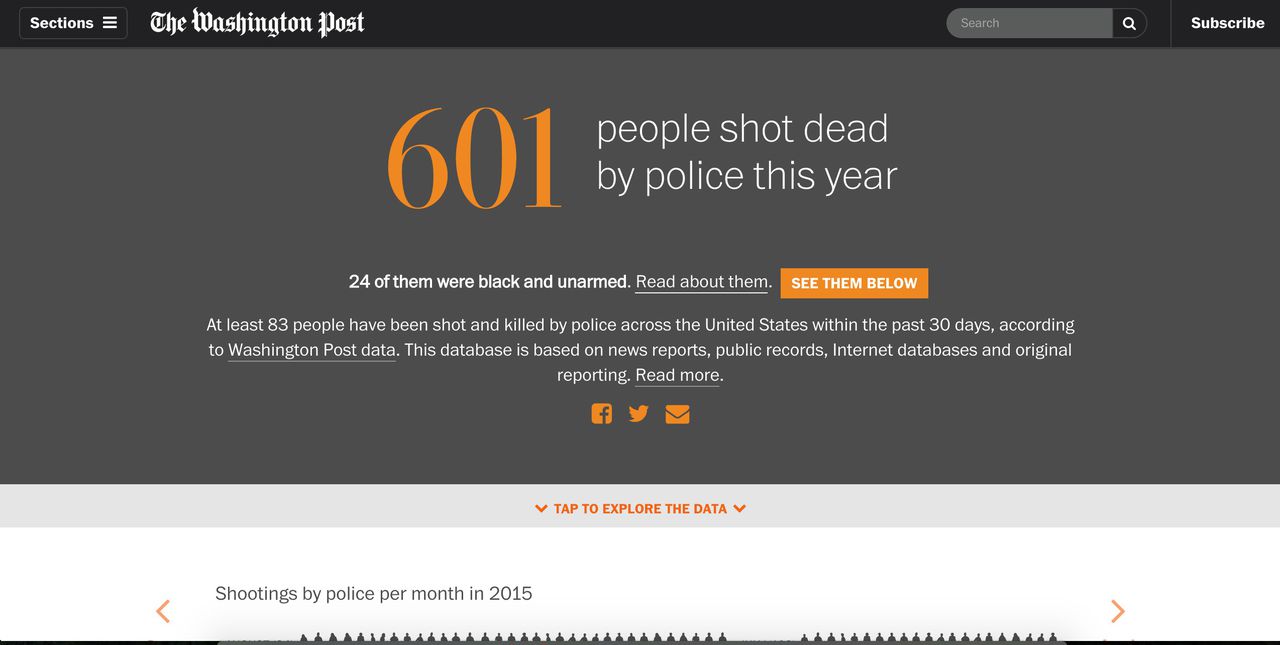 Sections
The Washington Post
Search
Subscribe
601
people shot dead
by police this year
24 of them were black and unarmed. Read about them.
SEE THEM BELOW
At least 83 people have been shot and killed by police across the United States within the past 30 days, according
to Washington Post data. This database is based on news reports, public records, Internet databases and original
reporting. Read more.
TAP TO EXPLORE THE DATA
Shootings by police per month in 2015